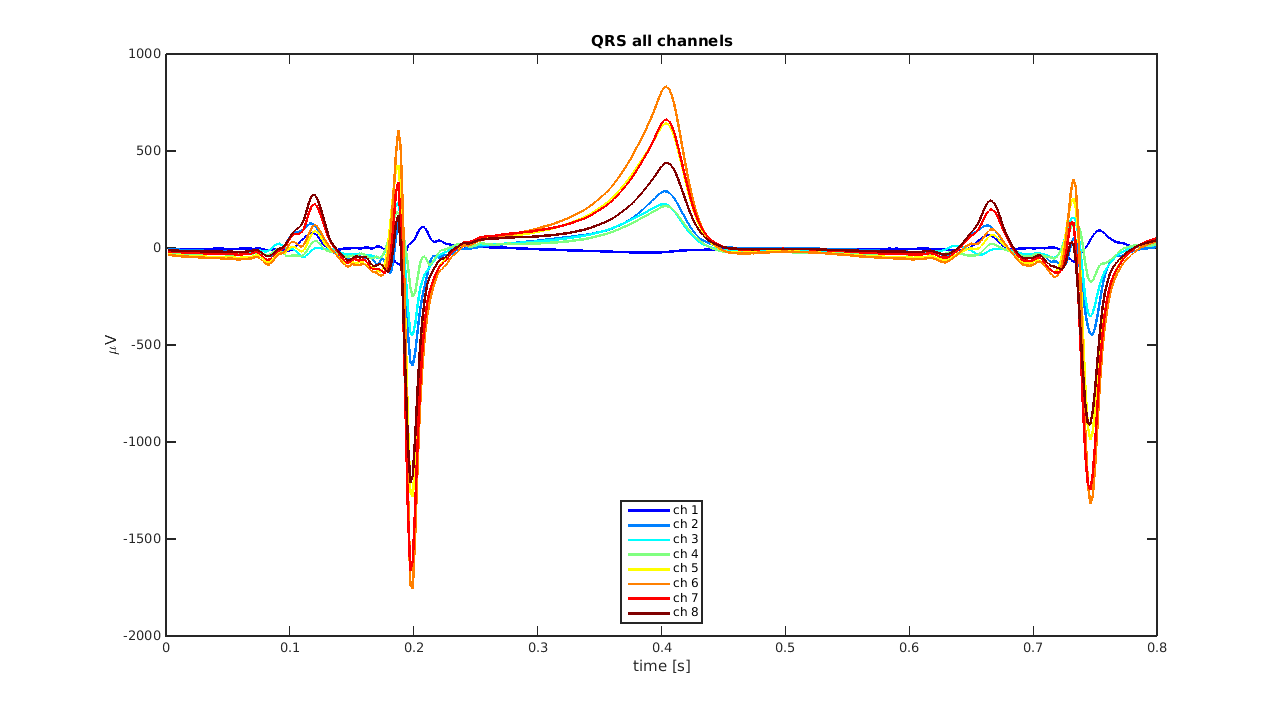 QRS all channels
1000
500
0
-500
-1000
-1500
-2000
μV
0 0.1 0.2 0.3 0.4 0.5 0.6 0.7 0.8
time [s]
ch 1
ch 2
ch 3
ch 4
ch 5
ch 6
ch 7
ch 8